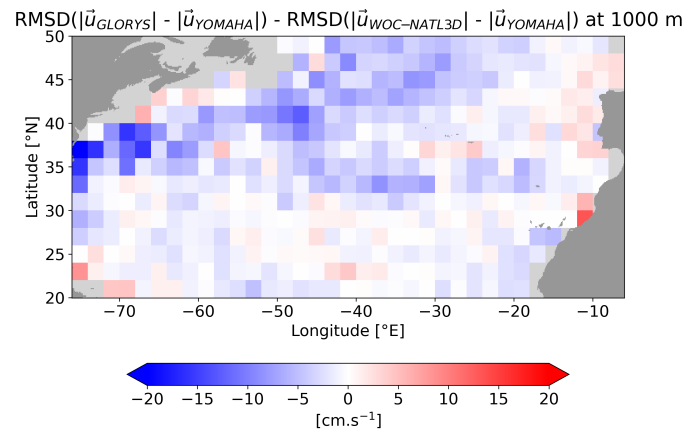 RMSD(|u⃗GLORYS| - |u⃗YOMAHA|) - RMSD(|u⃗WOC−NATL3D| - |u⃗YOMAHA|) at 1000 m
50
45
40
35
30
25
20
Latitude [°N]
−70 −60 −50 −40 −30 −20 −10
Longitude [°E]
−20 −15 −10 −5 0 5 10 15 20
[cm.s⁻¹]